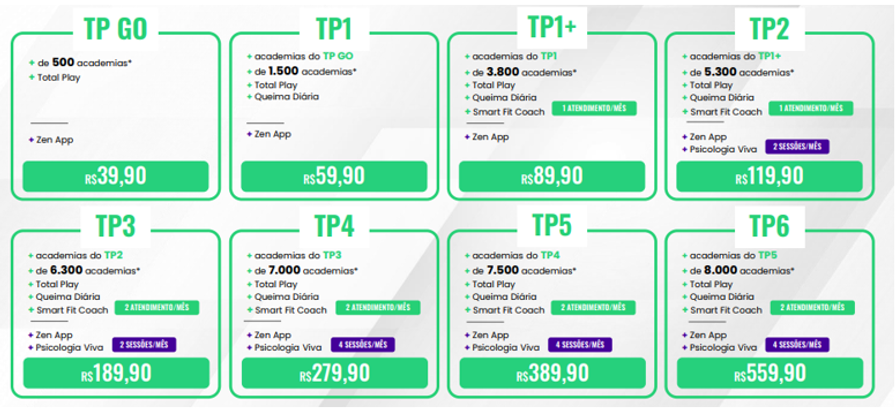 TP GO
+ de 500 academias*
+ Total Play
+ Zen App
R$39,90
TP1
+ academias do TP GO
+ de 1.500 academias*
+ Total Play
+ Queima Diária
+ Zen App
R$59,90
TP1+
+ academias do TP1
+ de 3.800 academias*
+ Total Play
+ Queima Diária
+ Smart Fit Coach 1 ATENDIMENTO/MÊS
+ Zen App
R$89,90
TP2
+ academias do TP1+
+ de 5.300 academias*
+ Total Play
+ Queima Diária
+ Smart Fit Coach 1 ATENDIMENTO/MÊS
+ Zen App
+ Psicologia Viva 2 SESSÕES/MÊS
R$119,90
TP3
+ academias do TP2
+ de 6.300 academias*
+ Total Play
+ Queima Diária
+ Smart Fit Coach 2 ATENDIMENTO/MÊS
+ Zen App
+ Psicologia Viva 2 SESSÕES/MÊS
R$189,90
TP4
+ academias do TP3
+ de 7.000 academias*
+ Total Play
+ Queima Diária
+ Smart Fit Coach 2 ATENDIMENTO/MÊS
+ Zen App
+ Psicologia Viva 4 SESSÕES/MÊS
R$279,90
TP5
+ academias do TP4
+ de 7.500 academias*
+ Total Play
+ Queima Diária
+ Smart Fit Coach 2 ATENDIMENTO/MÊS
+ Zen App
+ Psicologia Viva 4 SESSÕES/MÊS
R$389,90
TP6
+ academias do TP5
+ de 8.000 academias*
+ Total Play
+ Queima Diária
+ Smart Fit Coach 2 ATENDIMENTO/MÊS
+ Zen App
+ Psicologia Viva 4 SESSÕES/MÊS
R$559,90